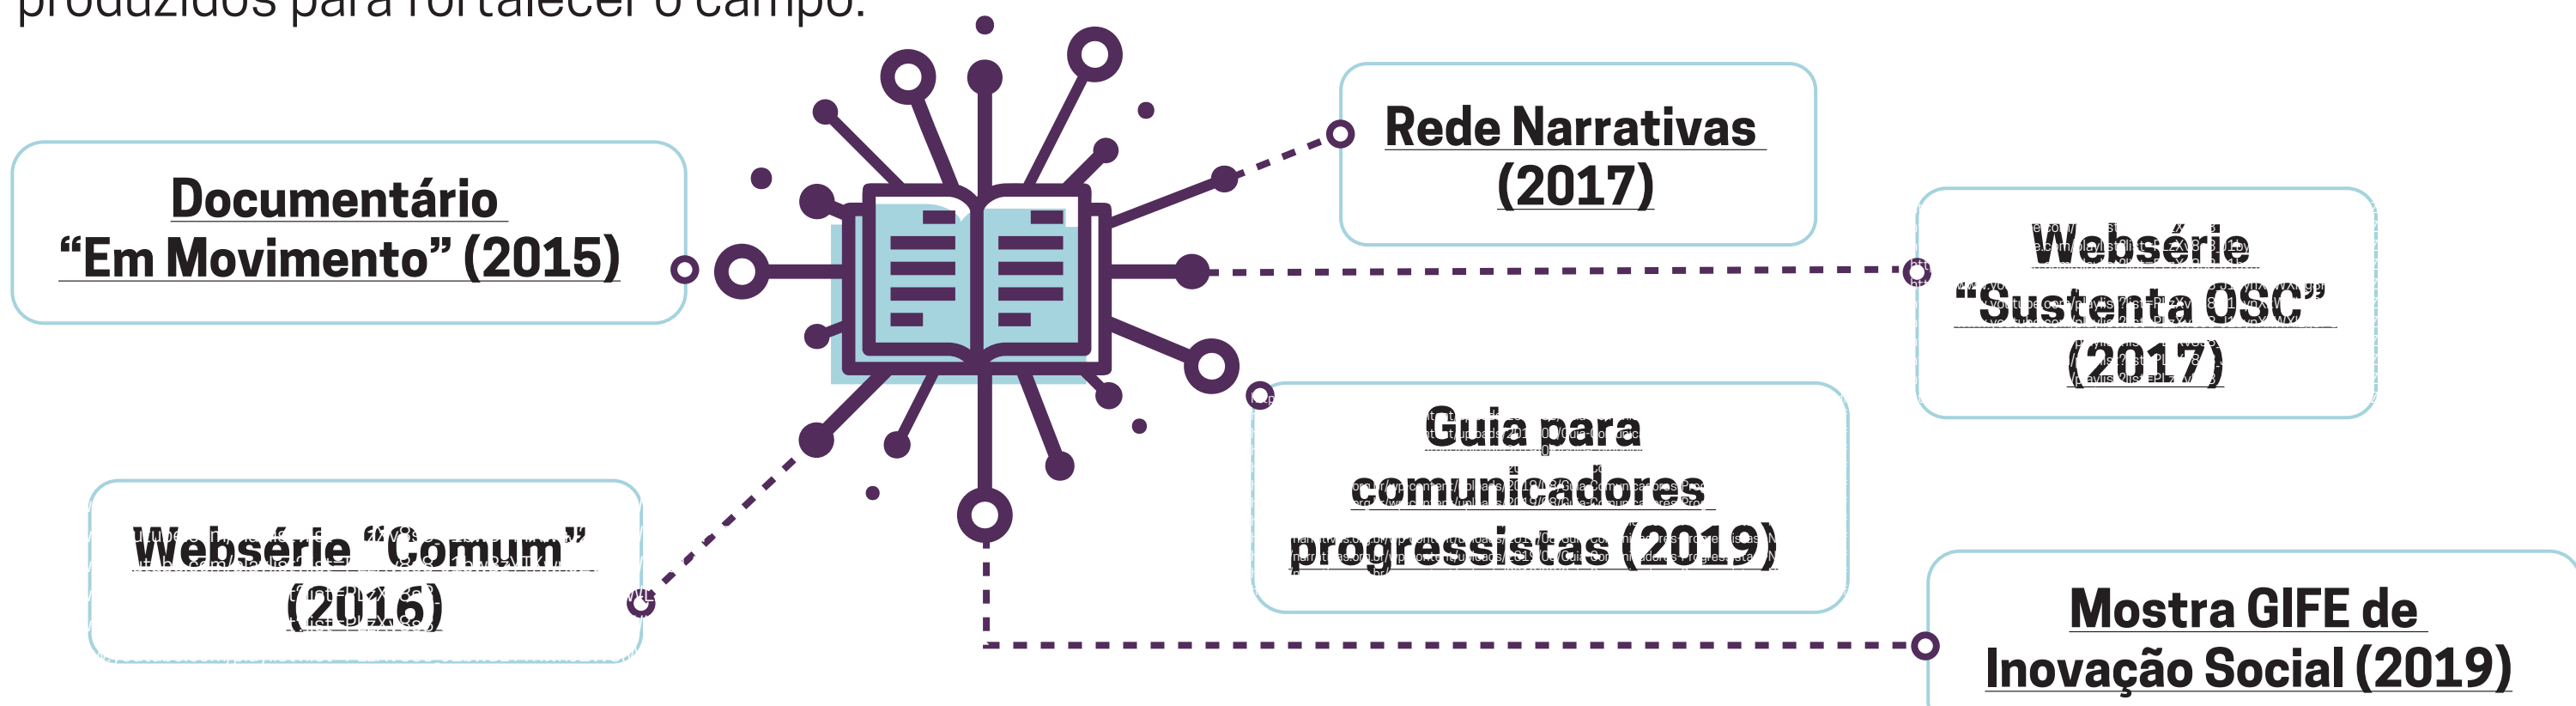 produzidos para fortalecer o campo.
Documentário
“Em Movimento” (2015)
Rede Narrativas
(2017)
Websérie
“Sustenta OSC”
(2017)
Guia para
comunicadores
progressistas (2019)
Websérie “Comum”
(2016)
Mostra GIFE de
Inovação Social (2019)